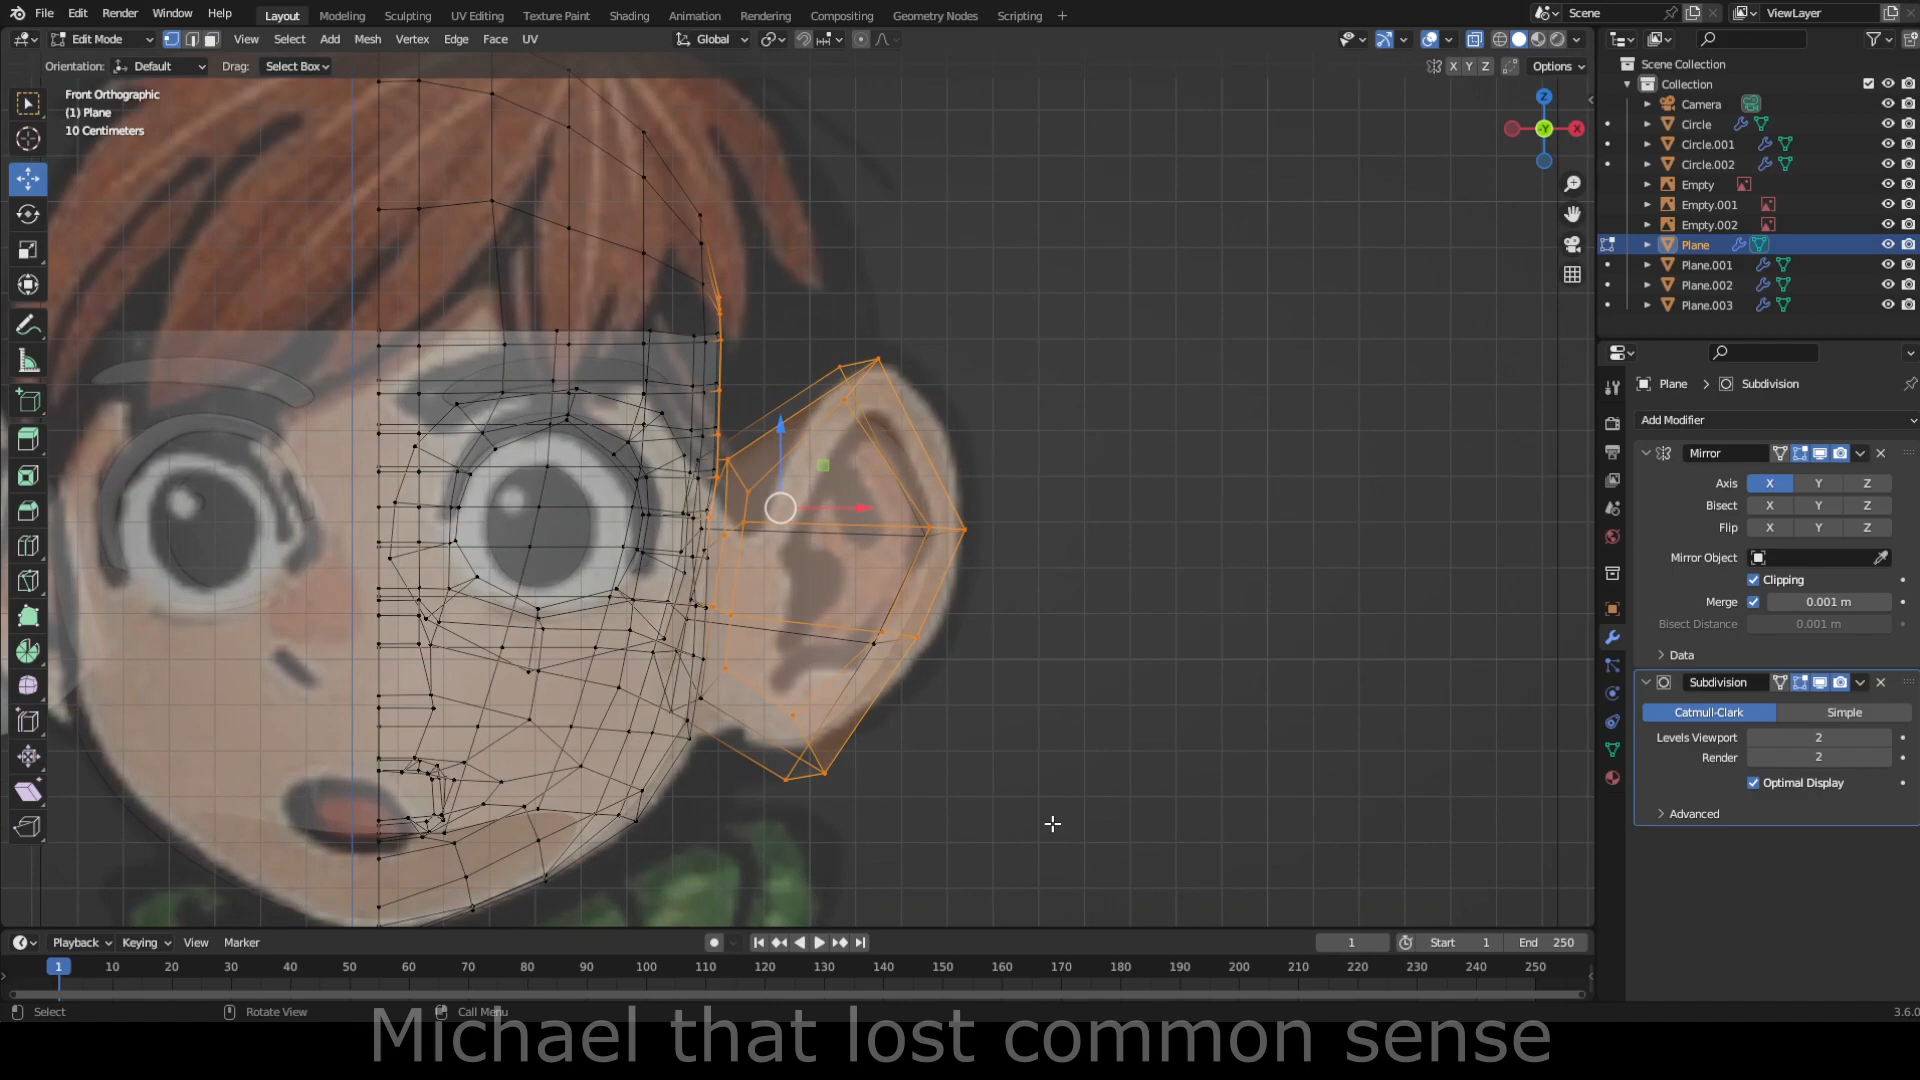 File Edit Render Window Help Layout Modeling Sculpting UV Editing Texture Paint Shading Animation Rendering Compositing Geometry Nodes Scripting + Scene ViewLayer
Edit Mode View Select Add Mesh Vertex Edge Face UV Global
Orientation: Default Drag: Select Box X Y Z Options
Front Orthographic
(1) Plane
10 Centimeters
Z
-Y X
Scene Collection
Collection
Camera
Circle
Circle.001
Circle.002
Empty
Empty.001
Empty.002
Plane
Plane.001
Plane.002
Plane.003
Plane > Subdivision
Add Modifier
Mirror
Axis X Y Z
Bisect X Y Z
Flip X Y Z
Mirror Object
Clipping
Merge 0.001 m
Bisect Distance 0.001 m
Data
Subdivision
Catmull-Clark Simple
Levels Viewport 2
Render 2
Optimal Display
Advanced
Playback Keying View Marker 1 Start 1 End 250
1 10 20 30 40 50 60 70 80 90 100 110 120 130 140 150 160 170 180 190 200 210 220 230 240 250
Select Rotate View Call Menu 3.6.0
Michael that lost common sense